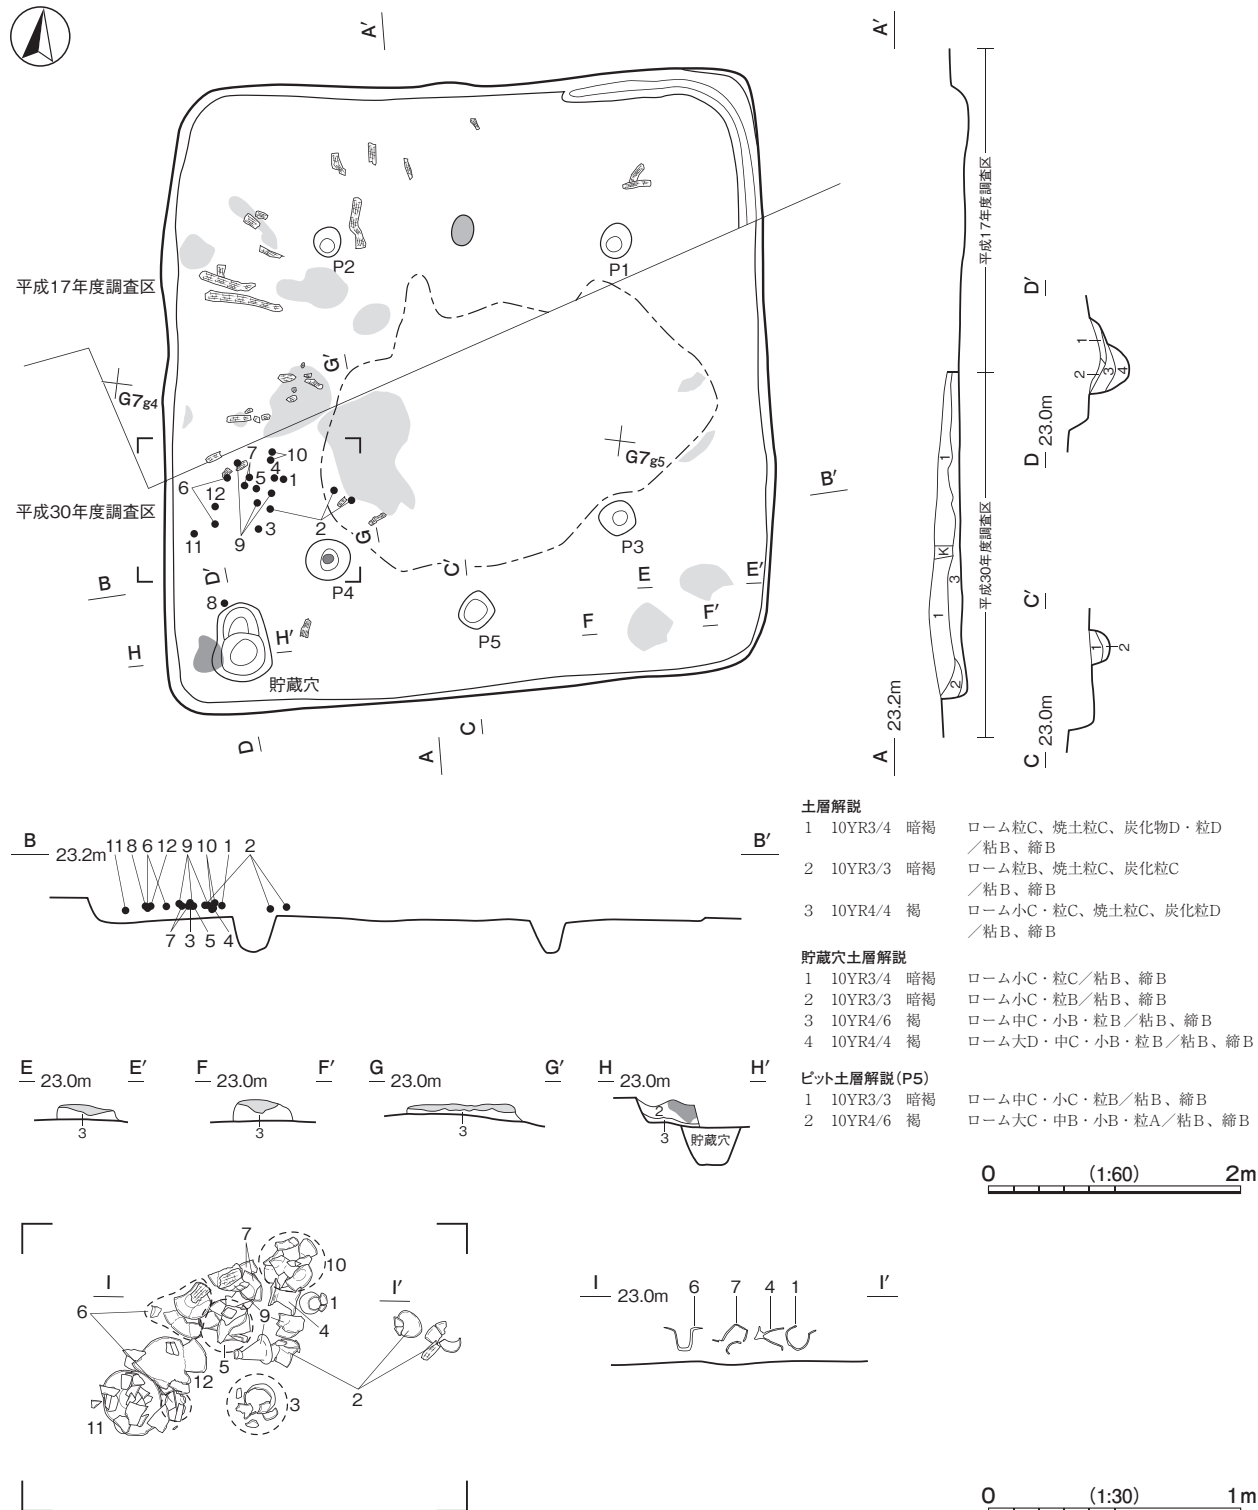 A'
A'
平成17年度調査区
平成30年度調査区
P2
P1
平成17年度調査区
G'
G7g4
G7g5
D'
1
2
3
4
D 23.0m
B'
7
10
4
6
5
1
12
平成30年度調査区
9
3
2
11
G
P3
P4
D'
C'
E
E'
B
8
F
F'
H
H'
P5
貯蔵穴
D
A
C
1
K
3
1
2
A 23.2m
C'
1
2
C 23.0m
B 23.2m
11 8 6 12 9 10 1 2
7 3 5 4
B'
土層解説
1 10YR3/4 暗褐 ローム粒C、焼土粒C、炭化物D・粒D
／粘B、締B
2 10YR3/3 暗褐 ローム粒B、焼土粒C、炭化粒C
／粘B、締B
3 10YR4/4 褐 ローム小C・粒C、焼土粒C、炭化粒D
／粘B、締B
貯蔵穴土層解説
1 10YR3/4 暗褐 ローム小C・粒C／粘B、締B
2 10YR3/3 暗褐 ローム小C・粒B／粘B、締B
3 10YR4/6 褐 ローム中C・小B・粒B／粘B、締B
4 10YR4/4 褐 ローム大D・中C・小B・粒B／粘B、締B
ピット土層解説(P5)
1 10YR3/3 暗褐 ローム中C・小C・粒B／粘B、締B
2 10YR4/6 褐 ローム大C・中B・小B・粒A／粘B、締B
E 23.0m E'
3
F 23.0m F'
3
G 23.0m G'
3
H 23.0m H'
2
3
貯蔵穴
0 (1:60) 2m
7
10
I
I'
6
1
9
4
5
12
2
3
11
I 23.0m 6 7 4 1 I'
0 (1:30) 1m